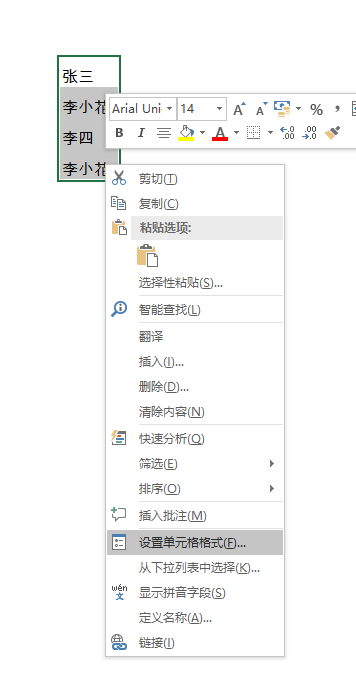 张三
李小花
李四
李小花
Arial Uni
14
A A %
,
B I A
.00
.00
剪切(T)
复制(C)
粘贴选项:
选择性粘贴(S)...
智能查找(L)
翻译
插入(I)...
删除(D)...
清除内容(N)
快速分析(Q)
筛选(E)
排序(O)
插入批注(M)
设置单元格格式(F)...
从下拉列表中选择(K)...
wén
文
显示拼音字段(S)
定义名称(A)...
链接(I)